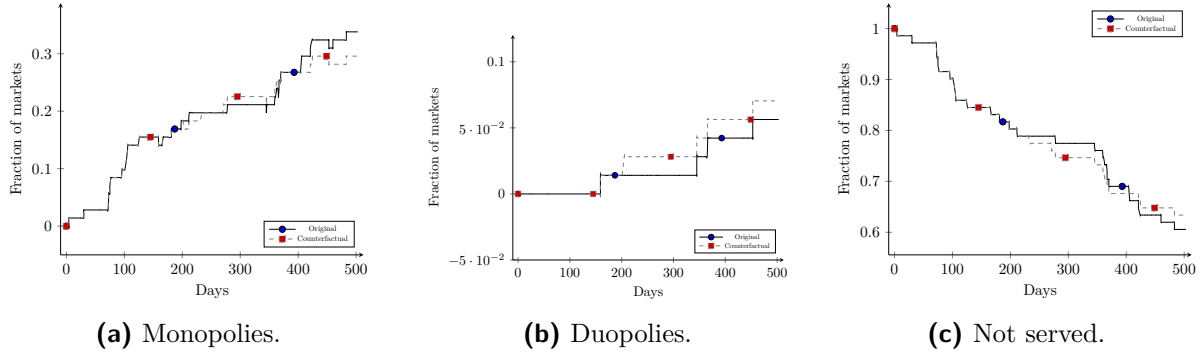 0
100
200
300
400
500
0
0.1
0.2
0.3
Days
Fraction of markets
Original
Counterfactual
(a) Monopolies.
0
100
200
300
400
500
−5 · 10⁻²
0
5 · 10⁻²
0.1
Days
Fraction of markets
Original
Counterfactual
(b) Duopolies.
0
100
200
300
400
500
0.6
0.7
0.8
0.9
1
Days
Fraction of markets
Original
Counterfactual
(c) Not served.